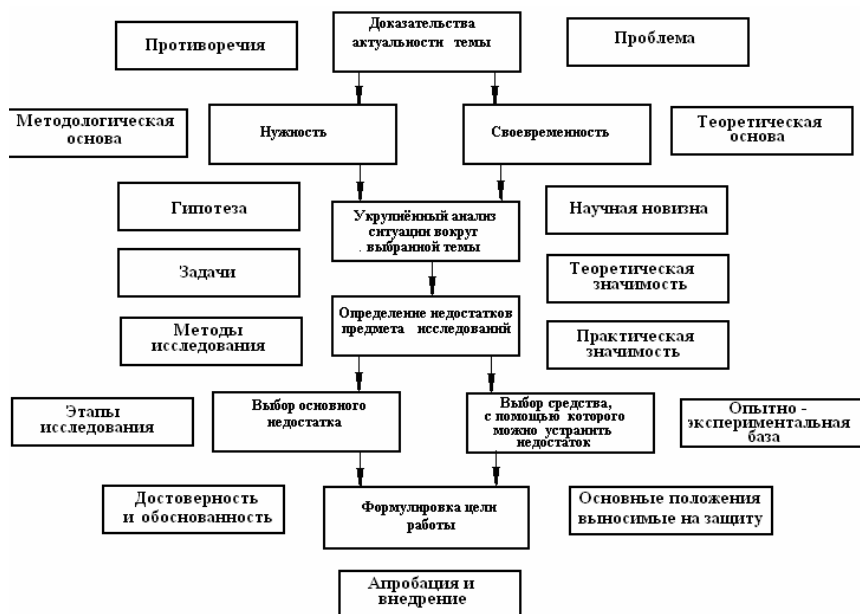 Доказательства
актуальности темы
Противоречия
Проблема
Методологическая
основа
Нужность
Своевременность
Теоретическая
основа
Гипотеза
Укрупнённый анализ
ситуации вокруг
. выбранной темы
Научная новизна
Задачи
Теоретическая
значимость
Определение недостатков
предмета исследований
Методы
исследования
Практическая
значимость
Этапы
исследования
Выбор основного
недостатка
Выбор средства,
с помощью которого
можно устранить
недостаток
Опытно -
экспериментальная
база
Достоверность
и обоснованность
Формулировка цели
работы
Основные положения
выносимые на защиту
Апробация и
внедрение